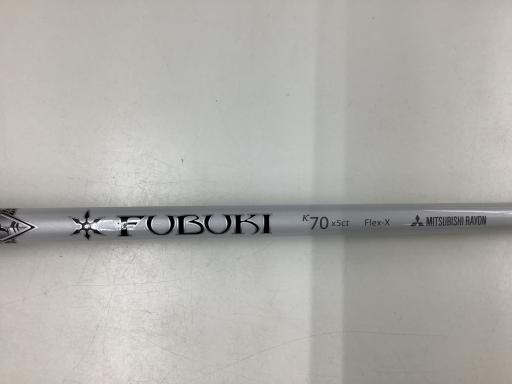 FUBUKI K70 x5ct Flex-X MITSUBISHI RAYON